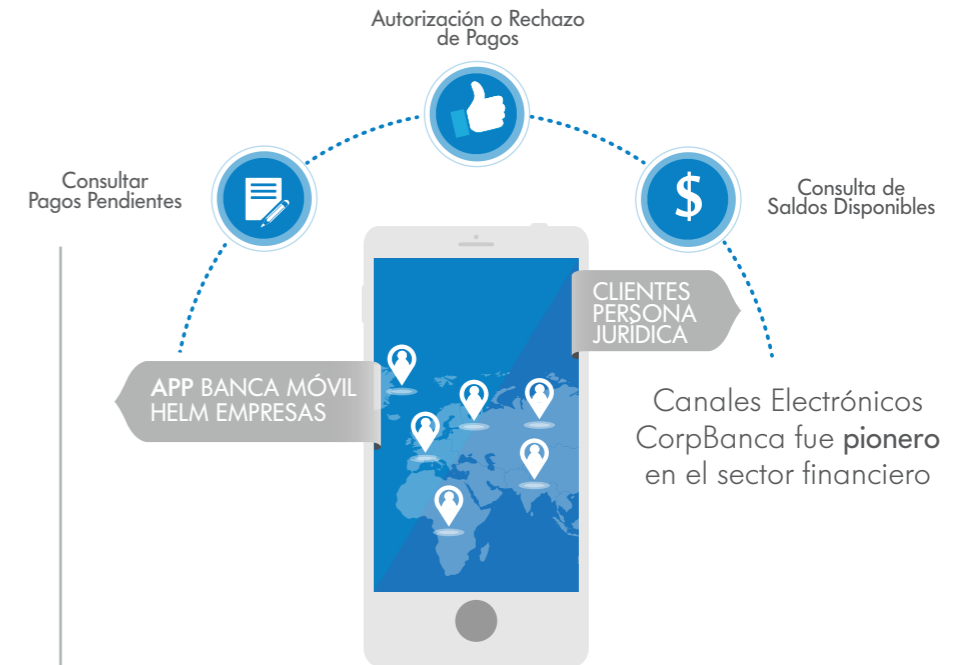 Autorización o Rechazo
de Pagos
Consultar
Pagos Pendientes
$
Consulta de
Saldos Disponibles
CLIENTES
PERSONA
JURÍDICA
APP BANCA MÓVIL
HELM EMPRESAS
Canales Electrónicos
CorpBanca fue pionero
en el sector financiero